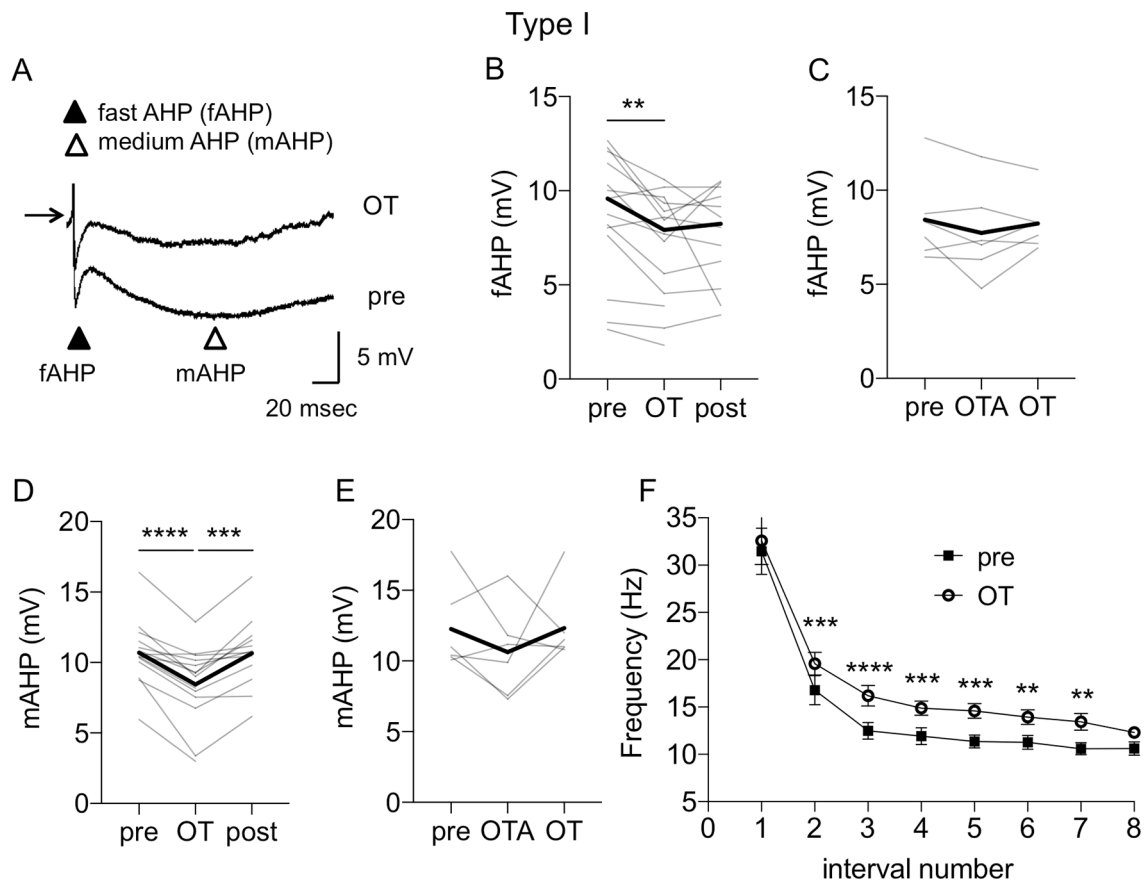 Type I
A
▲ fast AHP (fAHP)
△ medium AHP (mAHP)
OT
pre
fAHP
mAHP
5 mV
20 msec
B
fAHP (mV)
15
10
5
0
**
pre OT post
C
fAHP (mV)
15
10
5
0
pre OTA OT
D
mAHP (mV)
20
15
10
5
0
**** ***
pre OT post
E
mAHP (mV)
20
15
10
5
0
pre OTA OT
F
Frequency (Hz)
35
30
25
20
15
10
5
pre
OT
*** **** *** *** ** **
0 1 2 3 4 5 6 7 8
interval number